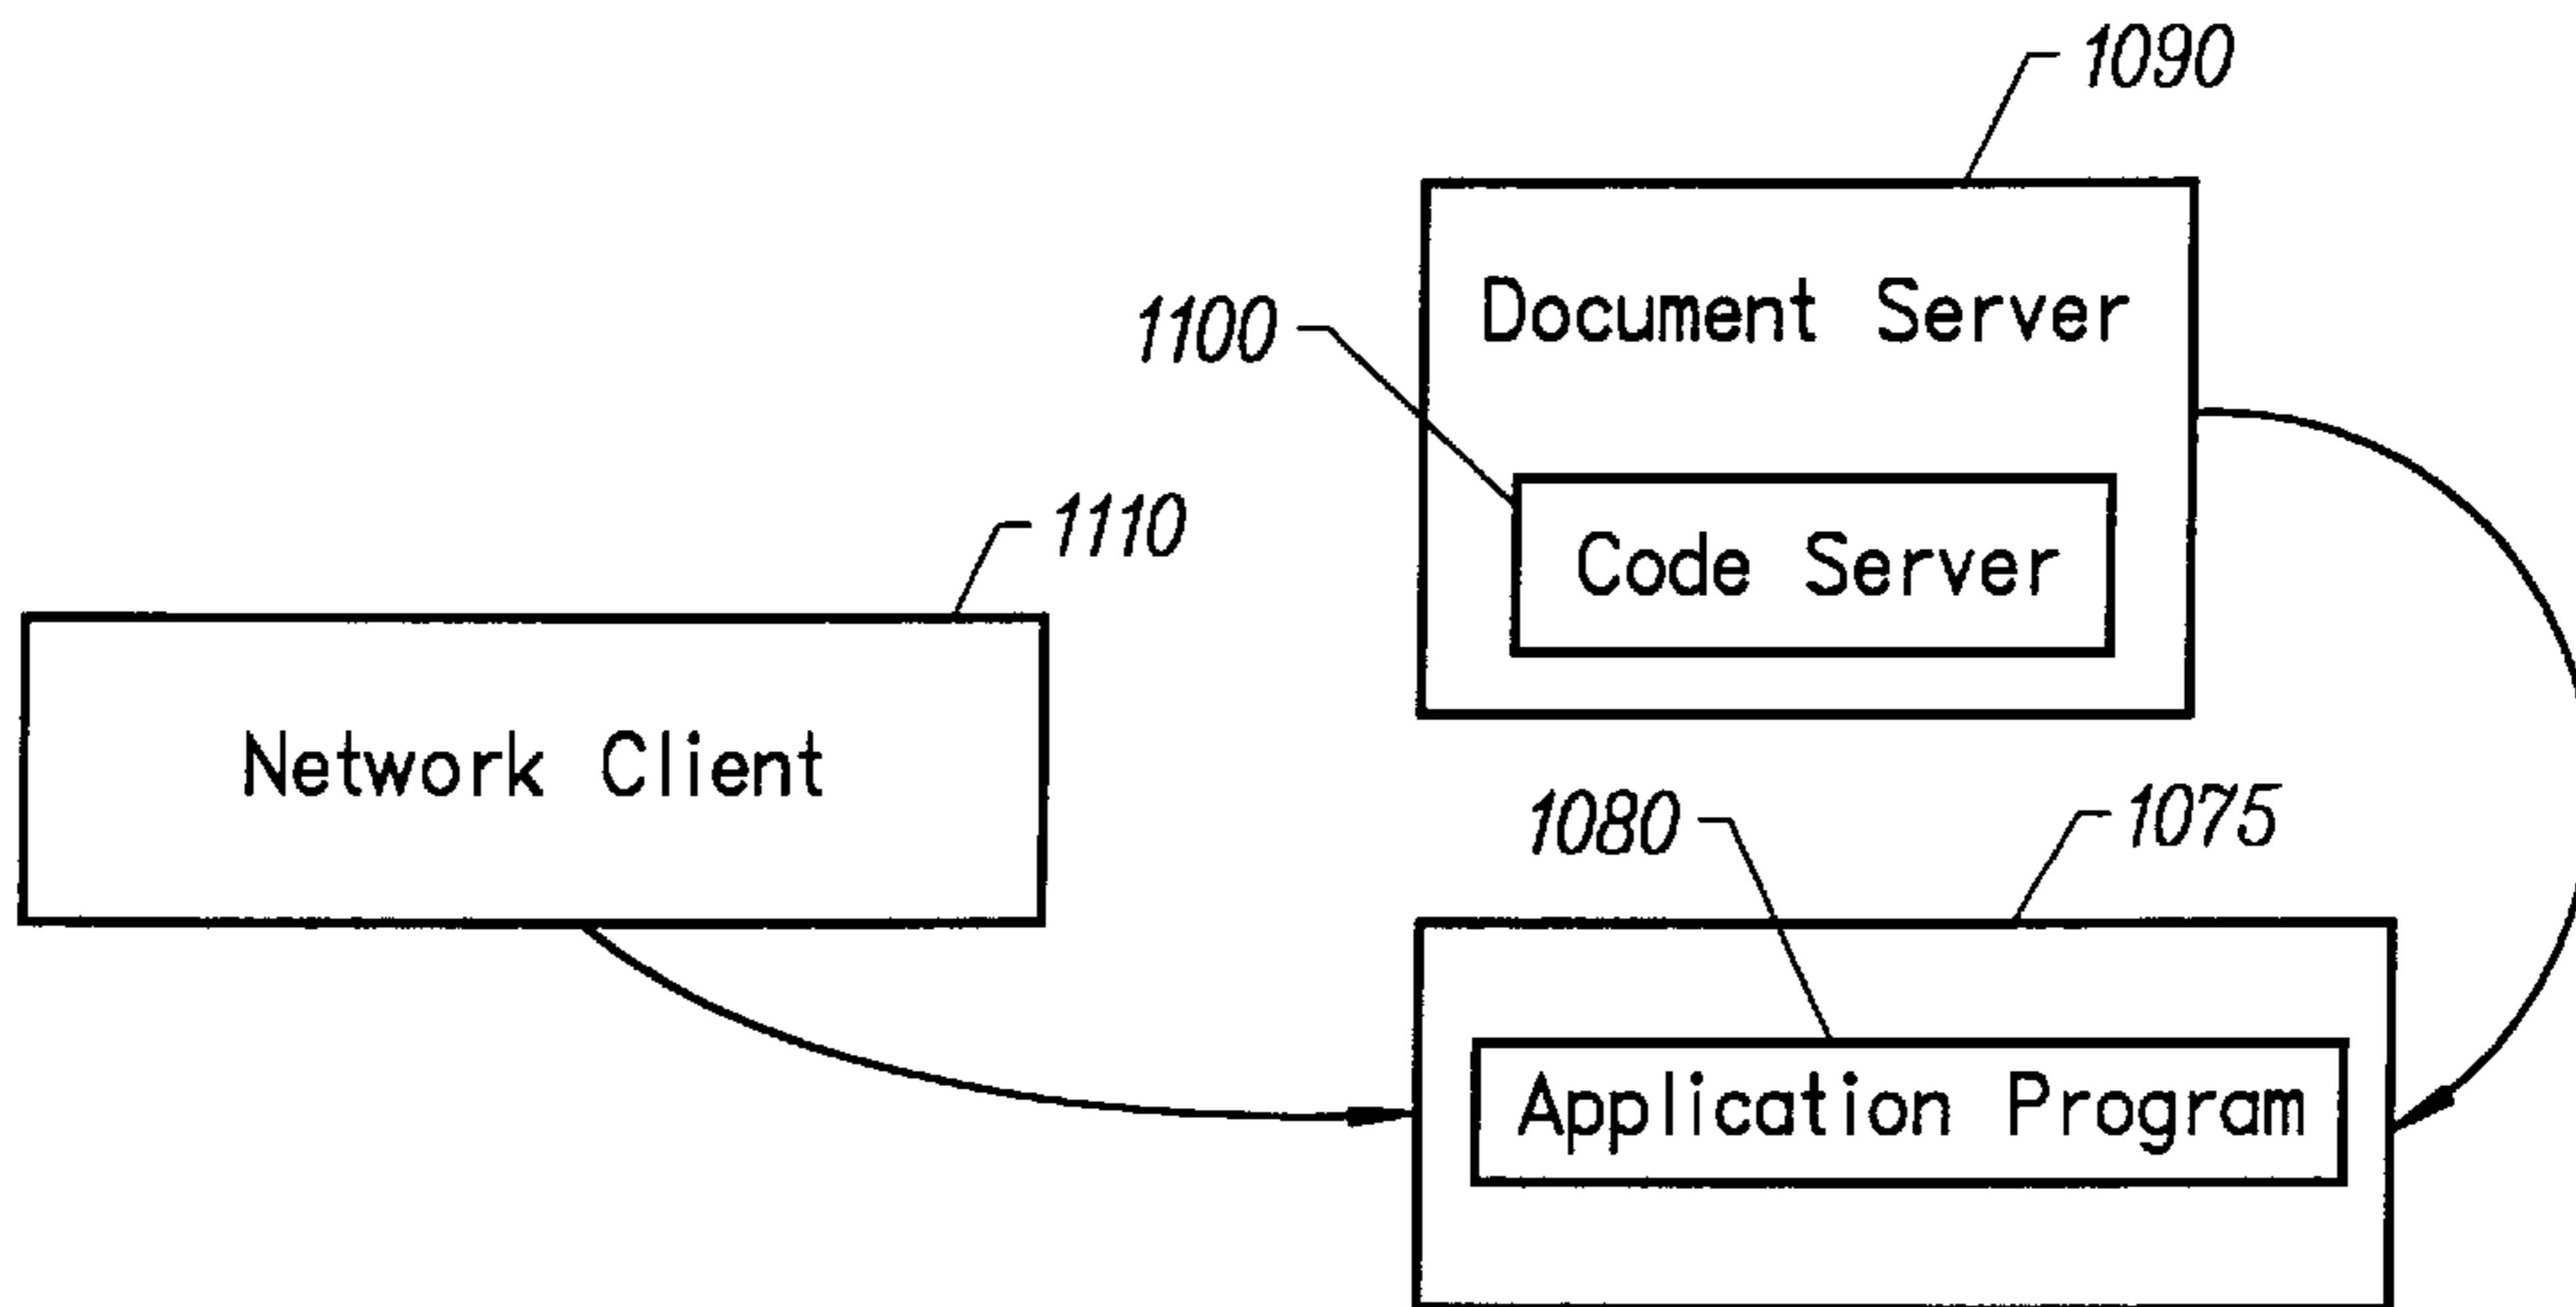 1090
Document Server
1100
Code Server
1110
Network Client
1080
1075
Application Program